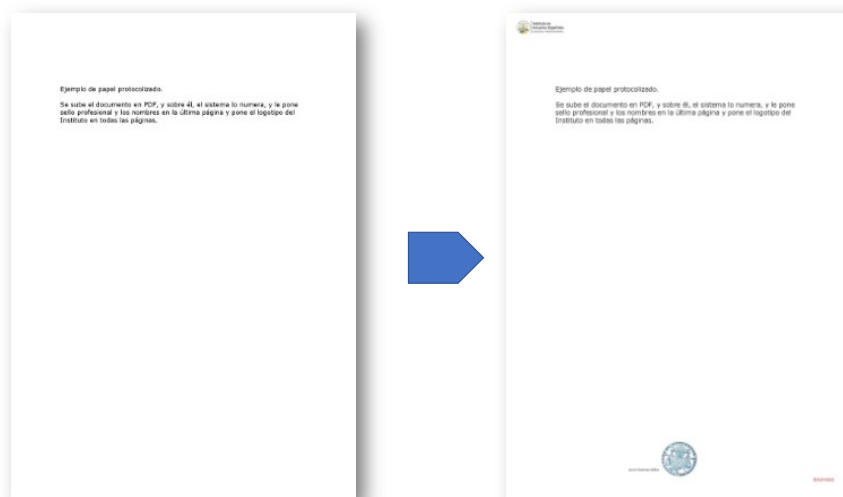 Ejemplo de papel protocolizado.
Se sube el documento en PDF, y sobre él, el sistema lo numera, y le pone
sello profesional y los nombres en la última página y pone el logotipo del
Instituto en todas las páginas.
Ejemplo de papel protocolizado.
Se sube el documento en PDF, y sobre él, el sistema lo numera, y le pone
sello profesional y los nombres en la última página y pone el logotipo del
Instituto en todas las páginas.